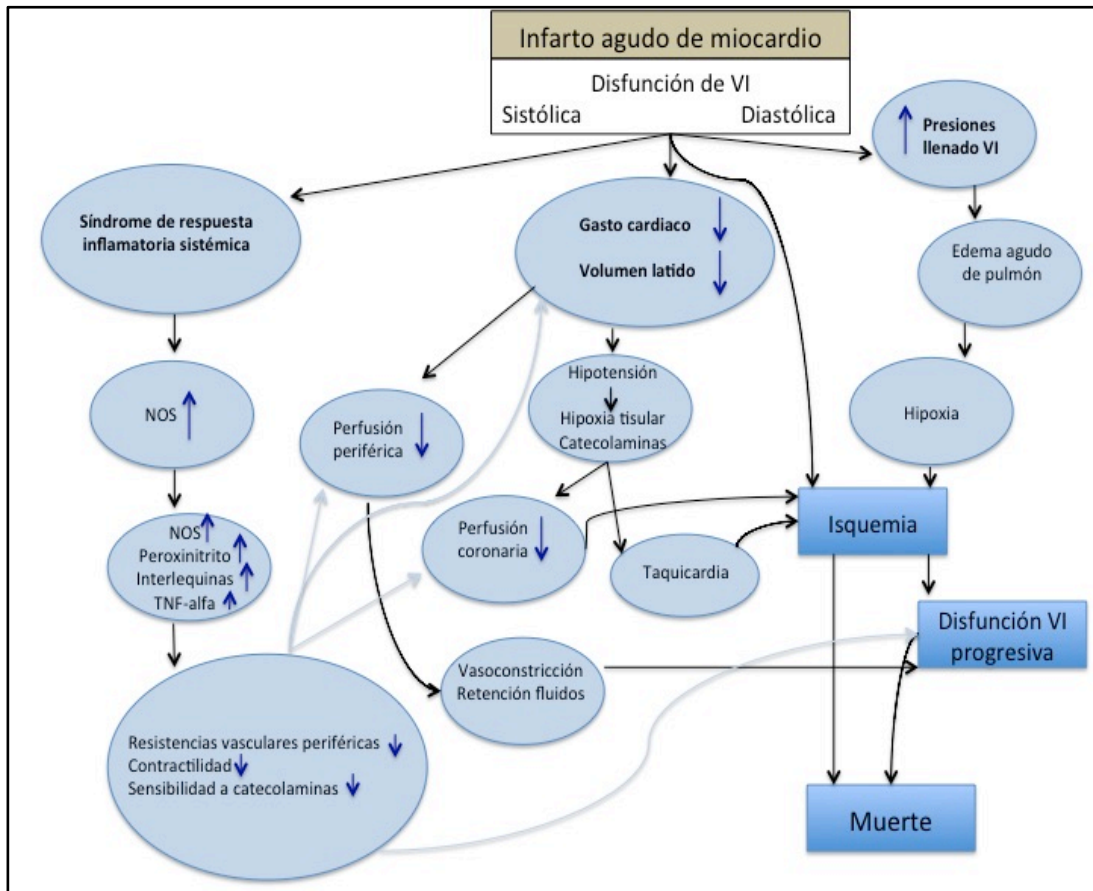 Infarto agudo de miocardio
Disfunción de VI
Sistólica Diastólica
Presiones
llenado VI
Síndrome de respuesta
inflamatoria sistémica
Gasto cardiaco
Volumen latido
Edema agudo
de pulmón
NOS
Perfusión
periférica
Hipotensión
Hipoxia tisular
Catecolaminas
Hipoxia
NOS
Peroxinitrito
Interlequinas
TNF-alfa
Perfusión
coronaria
Taquicardia
Isquemia
Vasoconstricción
Retención fluidos
Disfunción VI
progresiva
Resistencias vasculares periféricas
Contractilidad
Sensibilidad a catecolaminas
Muerte